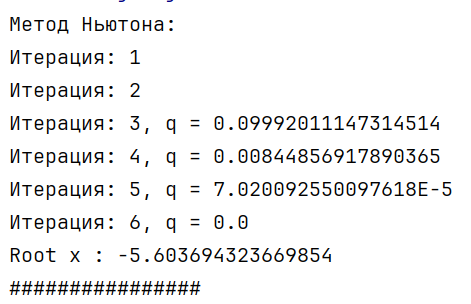 Метод Ньютона:
Итерация: 1
Итерация: 2
Итерация: 3, q = 0.09992011147314514
Итерация: 4, q = 0.00844856917890365
Итерация: 5, q = 7.020092550097618E-5
Итерация: 6, q = 0.0
Root x : -5.603694323669854
################